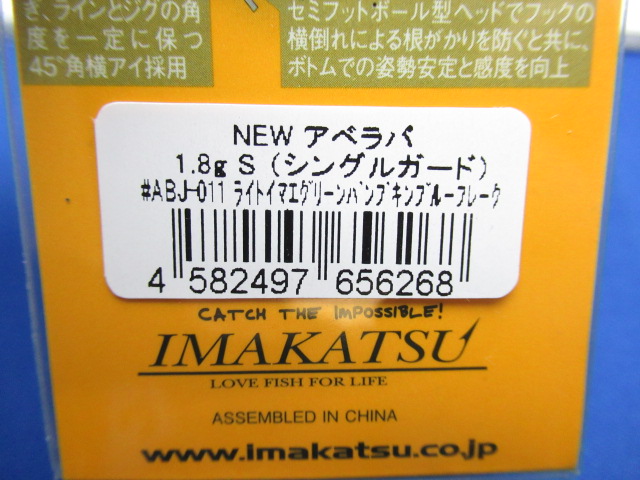 ぎ、ラインとジグの角
度を一定に保つ
45°角横アイ採用
セミフットボール型ヘッドでフックの
横倒れによる根がかりを防ぐと共に、
ボトムでの姿勢安定と感度を向上
NEW アベラバ
1.8g S (シングルガード)
#ABJ-011 ライトイマエグリーンパンプキンブルーフレーク
4 582497 656268
CATCH THE IMPOSSIBLE!
IMAKATSU
LOVE FISH FOR LIFE
ASSEMBLED IN CHINA
www.imakatsu.co.jp